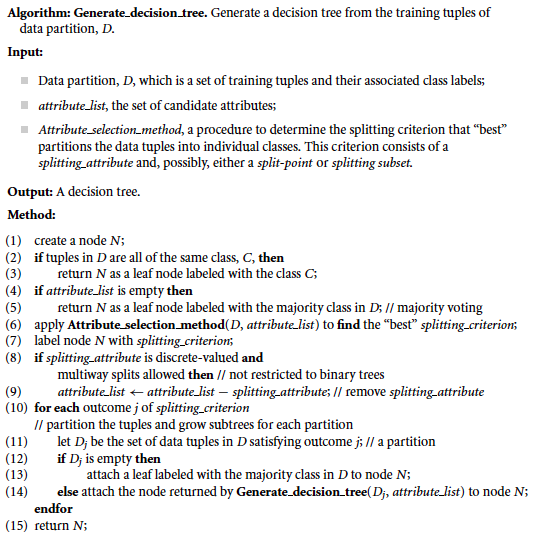 Algorithm: Generate_decision_tree. Generate a decision tree from the training tuples of
data partition, D.
Input:
Data partition, D, which is a set of training tuples and their associated class labels;
attribute_list, the set of candidate attributes;
Attribute_selection_method, a procedure to determine the splitting criterion that “best”
partitions the data tuples into individual classes. This criterion consists of a
splitting_attribute and, possibly, either a split-point or splitting subset.
Output: A decision tree.
Method:
(1) create a node N;
(2) if tuples in D are all of the same class, C, then
(3) return N as a leaf node labeled with the class C;
(4) if attribute_list is empty then
(5) return N as a leaf node labeled with the majority class in D; // majority voting
(6) apply Attribute_selection_method(D, attribute_list) to find the “best” splitting_criterion;
(7) label node N with splitting_criterion;
(8) if splitting_attribute is discrete-valued and
multiway splits allowed then // not restricted to binary trees
(9) attribute_list ← attribute_list − splitting_attribute; // remove splitting_attribute
(10) for each outcome j of splitting_criterion
// partition the tuples and grow subtrees for each partition
(11) let Dj be the set of data tuples in D satisfying outcome j; // a partition
(12) if Dj is empty then
(13) attach a leaf labeled with the majority class in D to node N;
(14) else attach the node returned by Generate_decision_tree(Dj, attribute_list) to node N;
endfor
(15) return N;